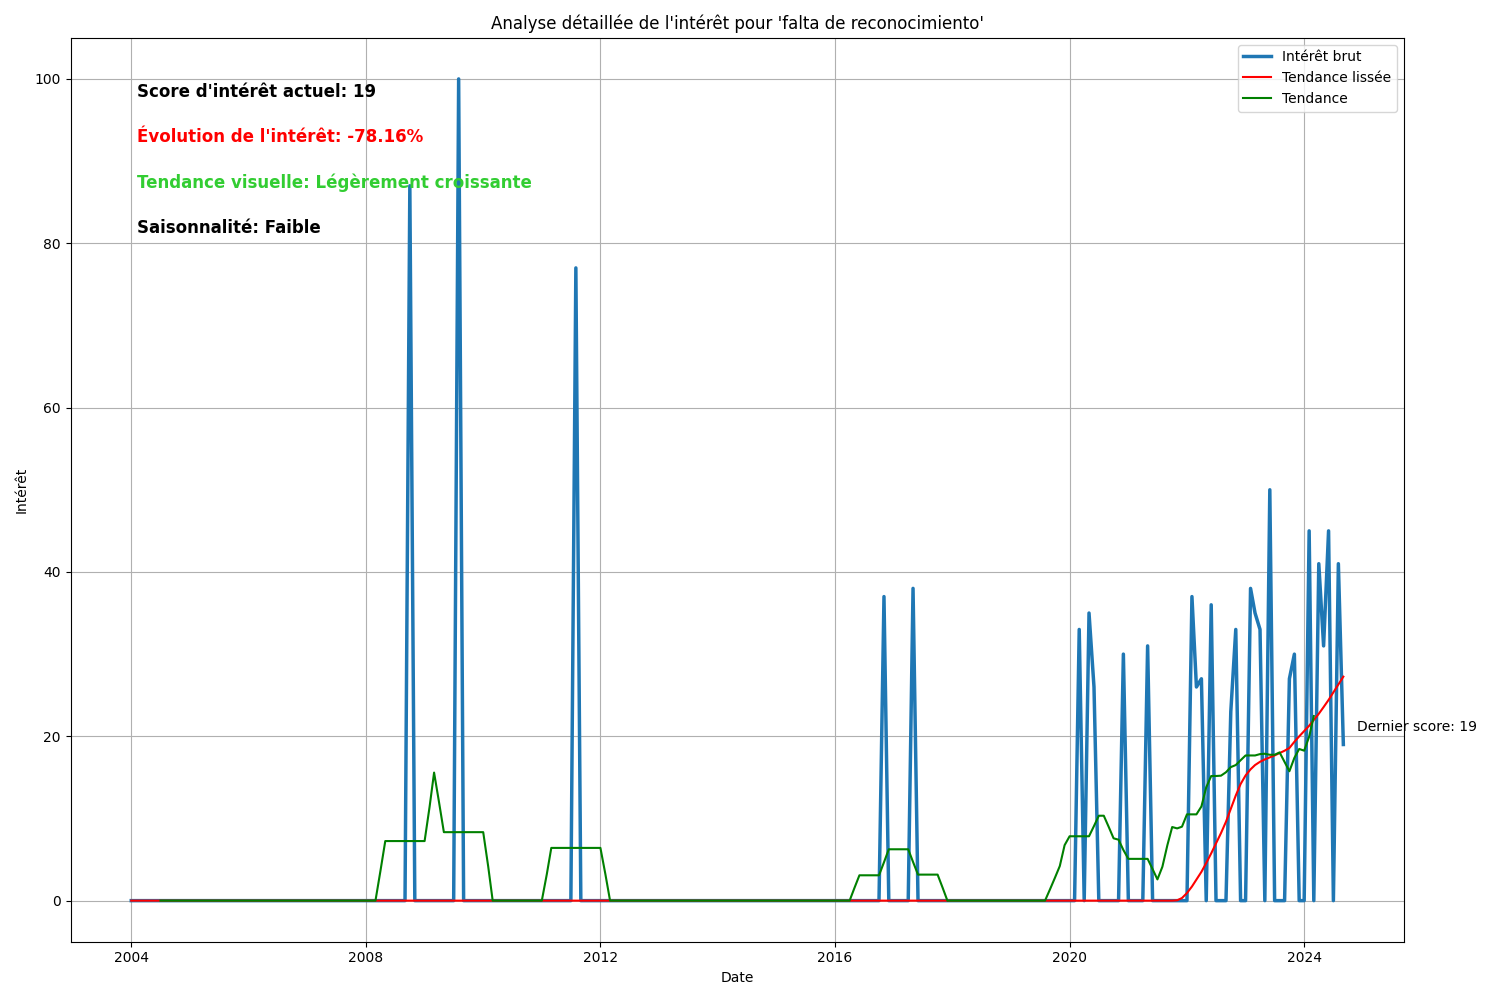 Analyse détaillée de l'intérêt pour 'falta de reconocimiento'
Intérêt brut
Tendance lissée
Tendance
Score d'intérêt actuel: 19
Évolution de l'intérêt: -78.16%
Tendance visuelle: Légèrement croissante
Saisonnalité: Faible
100
80
60
40
20
0
Intérêt
Dernier score: 19
2004
2008
2012
2016
2020
2024
Date